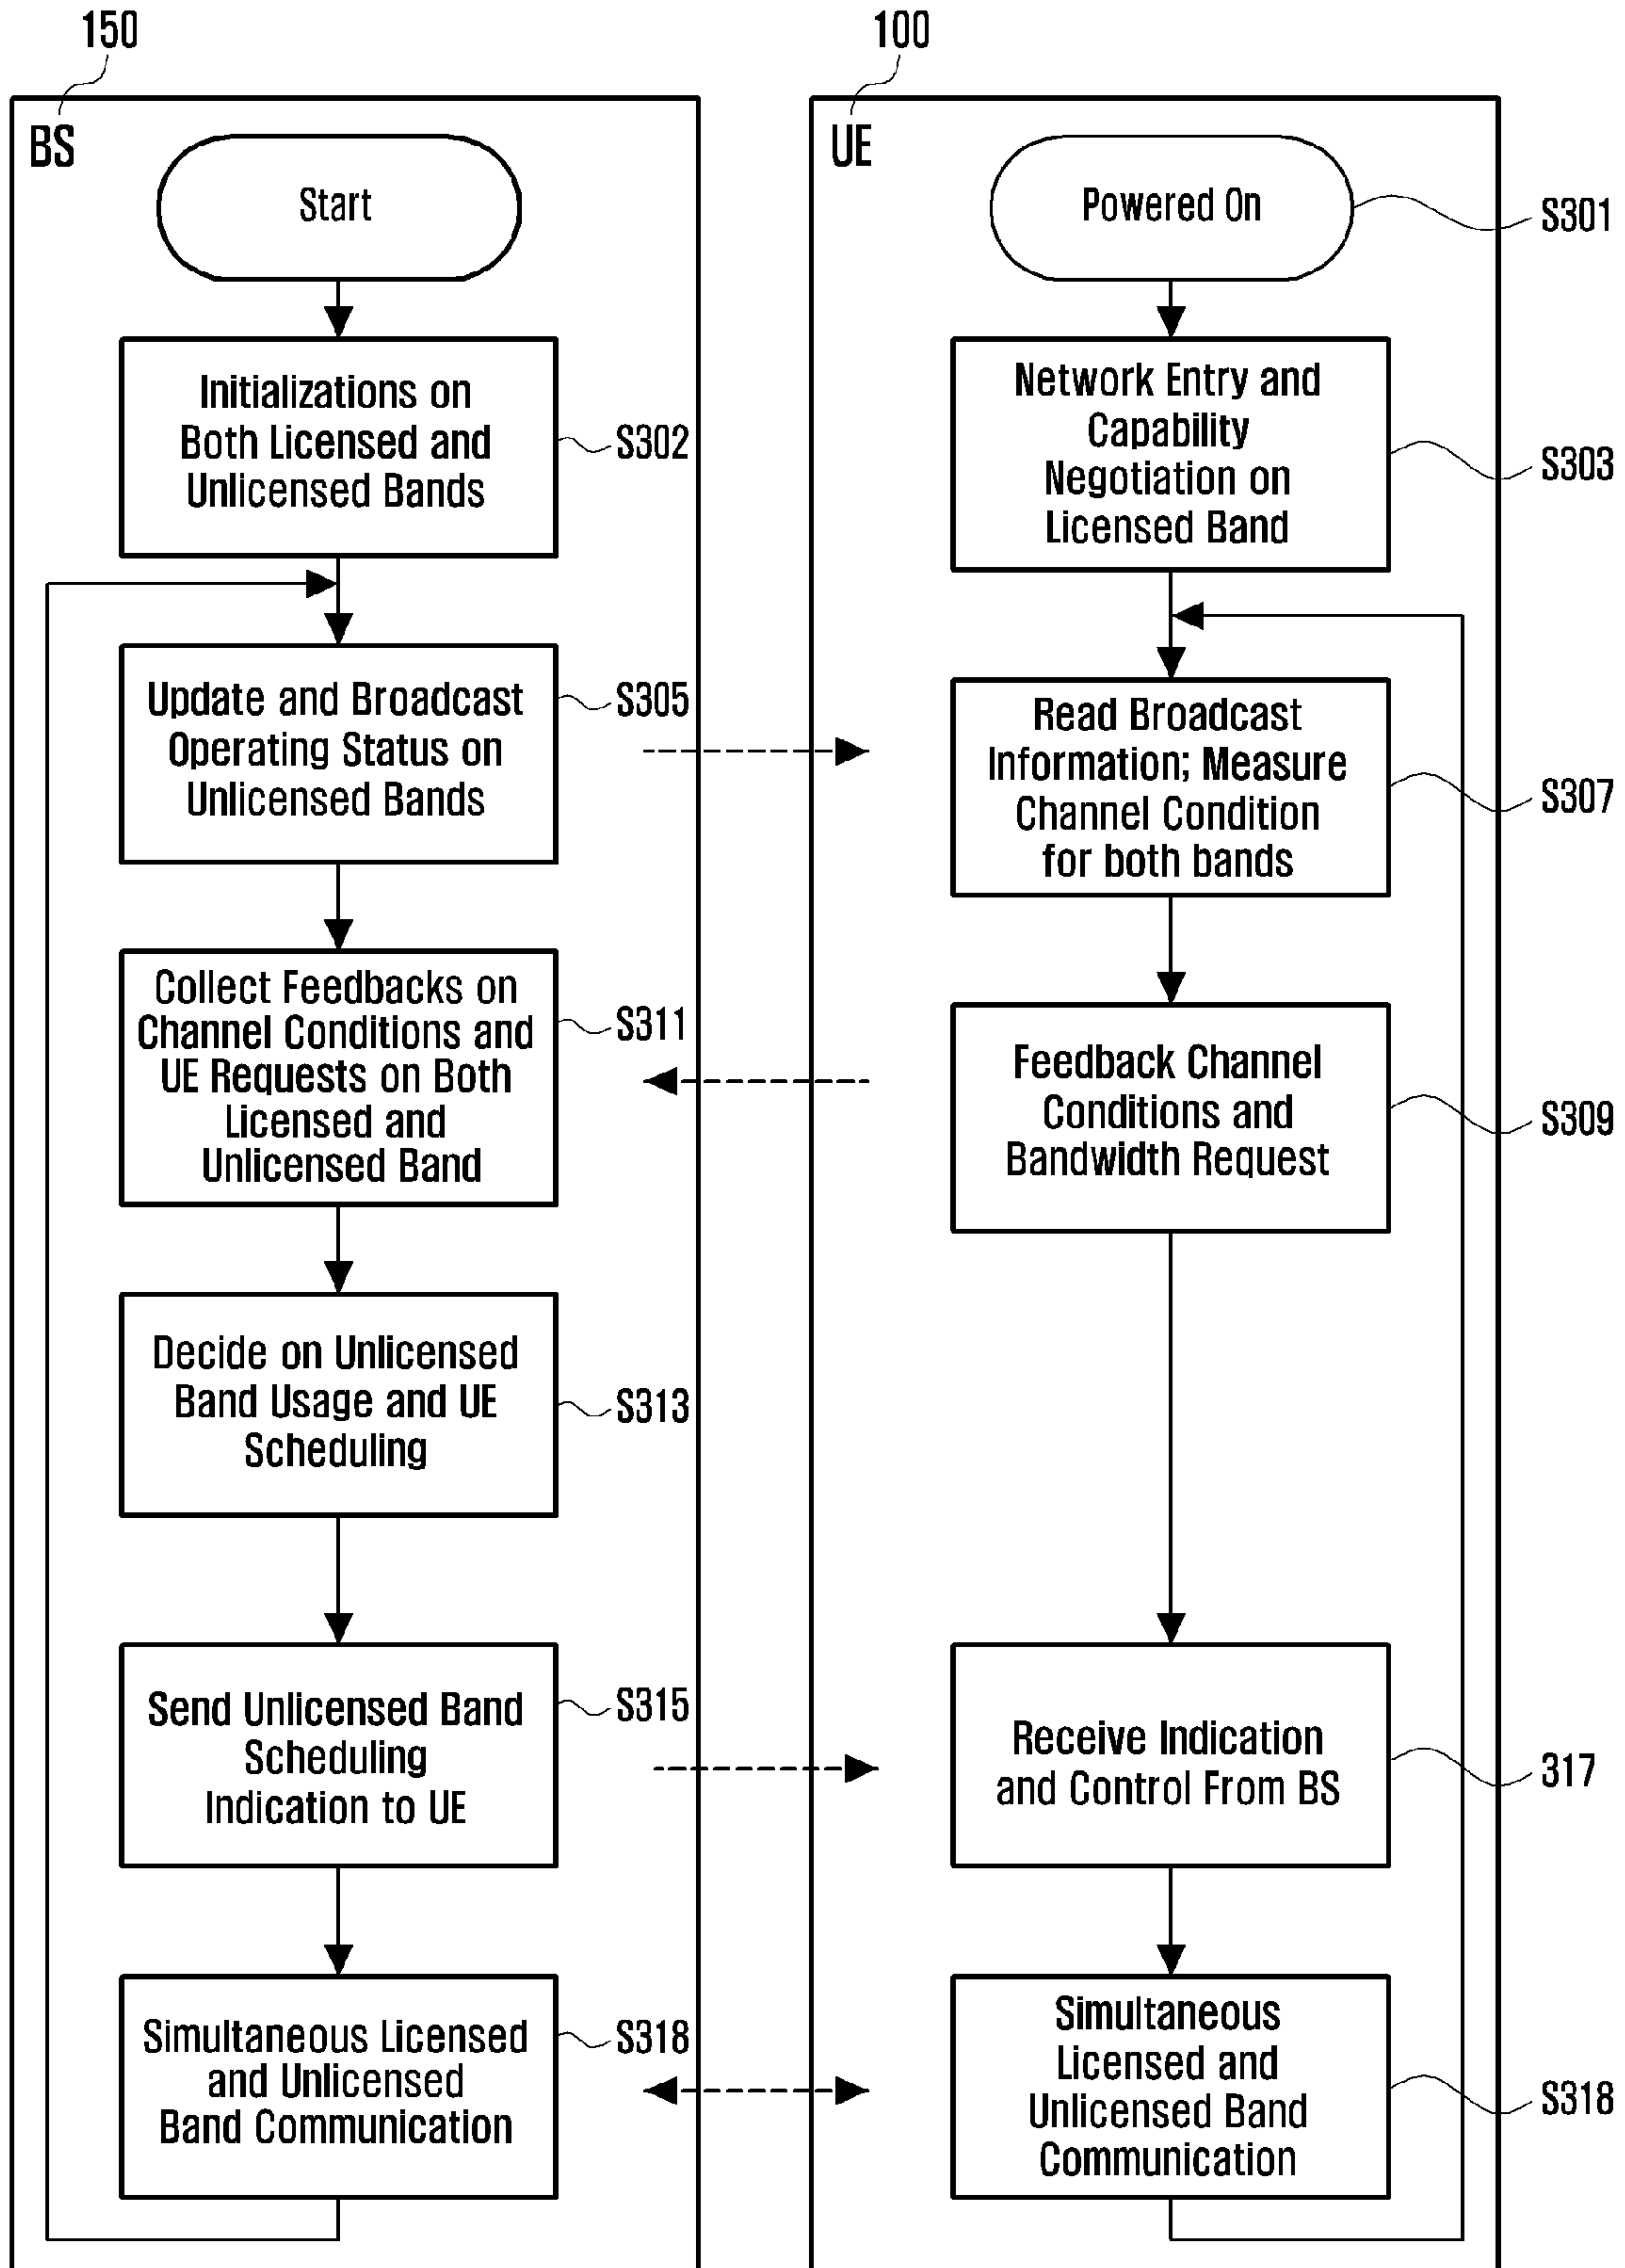 150
BS
Start
Initializations on
Both Licensed and
Unlicensed Bands
S302
Update and Broadcast
Operating Status on
Unlicensed Bands
S305
Collect Feedbacks on
Channel Conditions and
UE Requests on Both
Licensed and
Unlicensed Band
S311
Decide on Unlicensed
Band Usage and UE
Scheduling
S313
Send Unlicensed Band
Scheduling
Indication to UE
S315
Simultaneous Licensed
and Unlicensed
Band Communication
S318
100
UE
Powered On
S301
Network Entry and
Capability
Negotiation on
Licensed Band
S303
Read Broadcast
Information; Measure
Channel Condition
for both bands
S307
Feedback Channel
Conditions and
Bandwidth Request
S309
Receive Indication
and Control From BS
317
Simultaneous
Licensed and
Unlicensed Band
Communication
S318